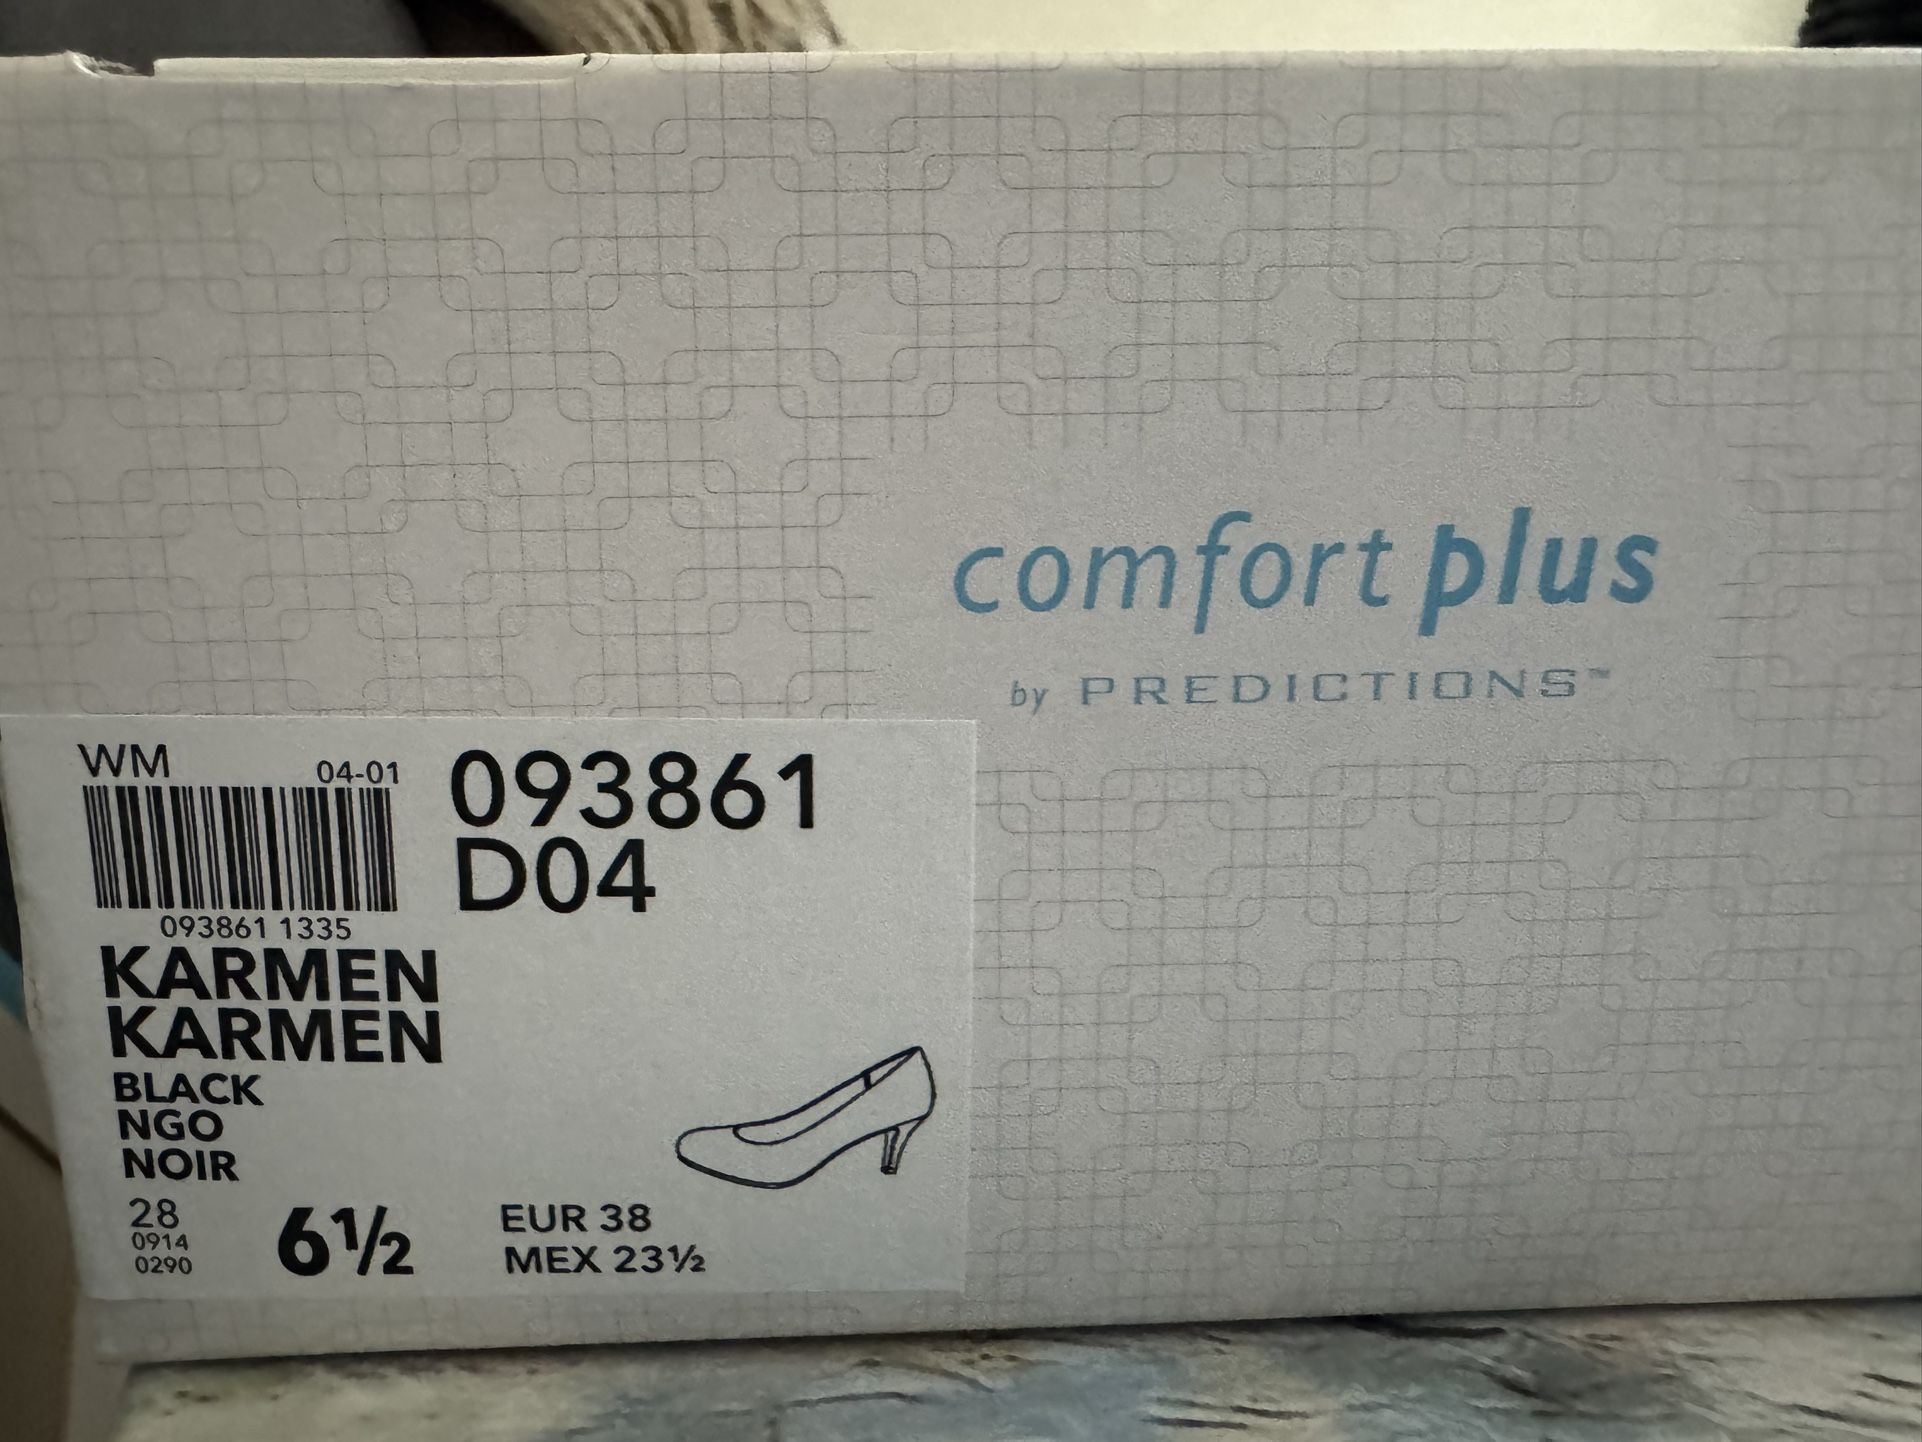 comfort plus
by PREDICTIONS™
WM
04-01
093861
D04
093861 1335
KARMEN
KARMEN
BLACK
NGO
NOIR
28
0914
0290
6½
EUR 38
MEX 23½